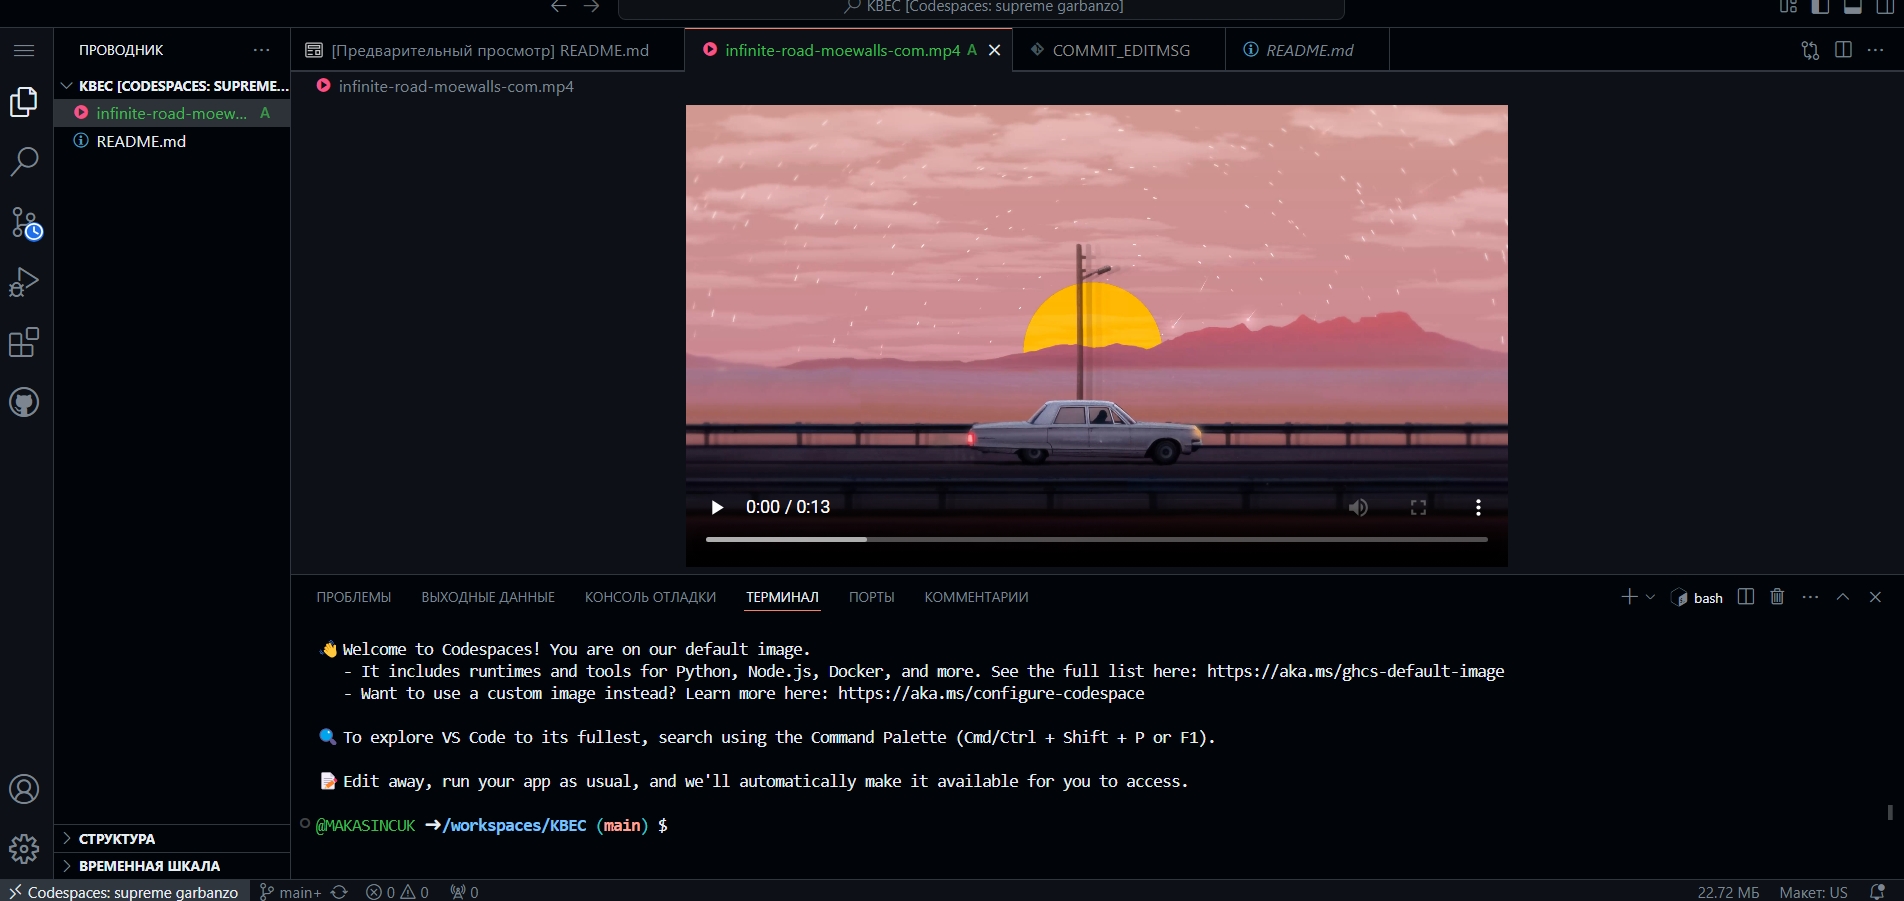 KBEC [Codespaces: supreme garbanzo]
ПРОВОДНИК
[Предварительный просмотр] README.md
infinite-road-moewalls-com.mp4 A
COMMIT_EDITMSG
README.md
KBEC [CODESPACES: SUPREME...
infinite-road-moew... A
README.md
infinite-road-moewalls-com.mp4
0:00 / 0:13
ПРОБЛЕМЫ
ВЫХОДНЫЕ ДАННЫЕ
КОНСОЛЬ ОТЛАДКИ
ТЕРМИНАЛ
ПОРТЫ
КОММЕНТАРИИ
bash
👋 Welcome to Codespaces! You are on our default image.
- It includes runtimes and tools for Python, Node.js, Docker, and more. See the full list here: https://aka.ms/ghcs-default-image
- Want to use a custom image instead? Learn more here: https://aka.ms/configure-codespace
🔍 To explore VS Code to its fullest, search using the Command Palette (Cmd/Ctrl + Shift + P or F1).
📝 Edit away, run your app as usual, and we'll automatically make it available for you to access.
@MAKASINCUK ➜/workspaces/KBEC (main) $
СТРУКТУРА
ВРЕМЕННАЯ ШКАЛА
Codespaces: supreme garbanzo
main+
0
0
0
22.72 МБ
Макет: US